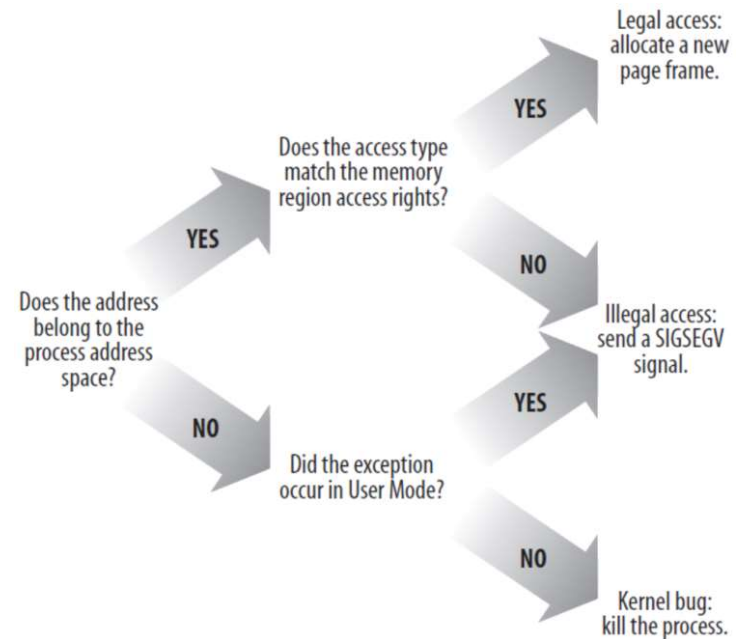 Legal access:
allocate a new
page frame.
YES
Does the access type
match the memory
region access rights?
YES
NO
Does the address
belong to the
process address
space?
Illegal access:
send a SIGSEGV
signal.
YES
NO
Did the exception
occur in User Mode?
NO
Kernel bug:
kill the process.